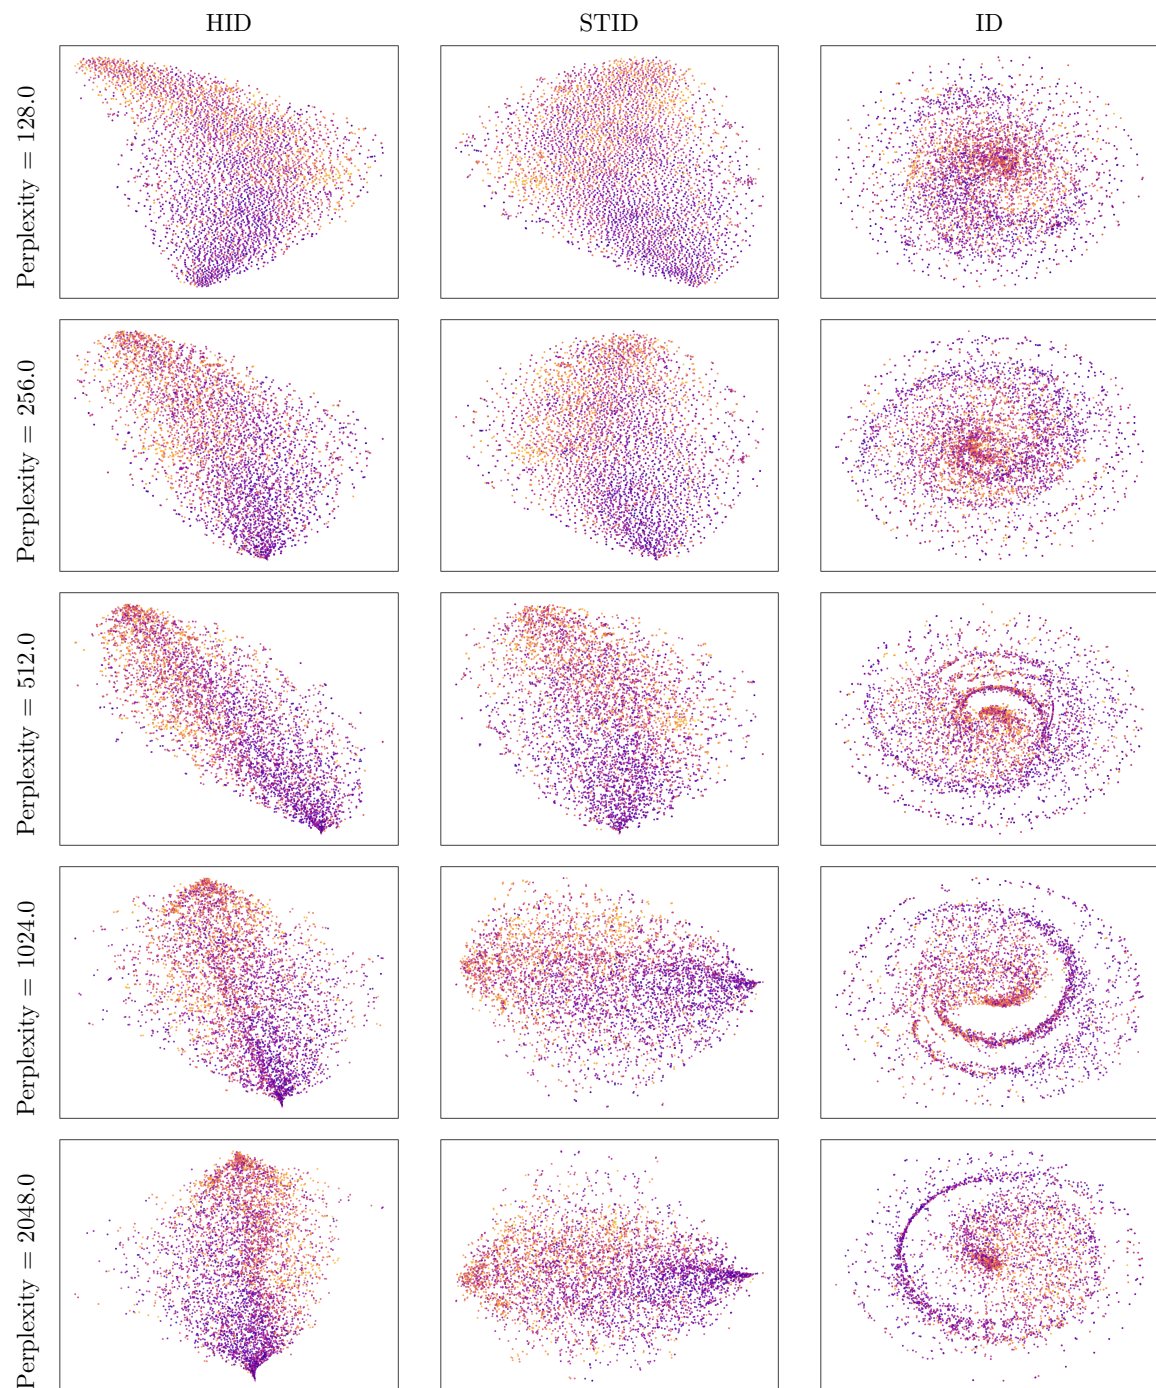 HID STID ID
Perplexity = 128.0
Perplexity = 256.0
Perplexity = 512.0
Perplexity = 1024.0
Perplexity = 2048.0